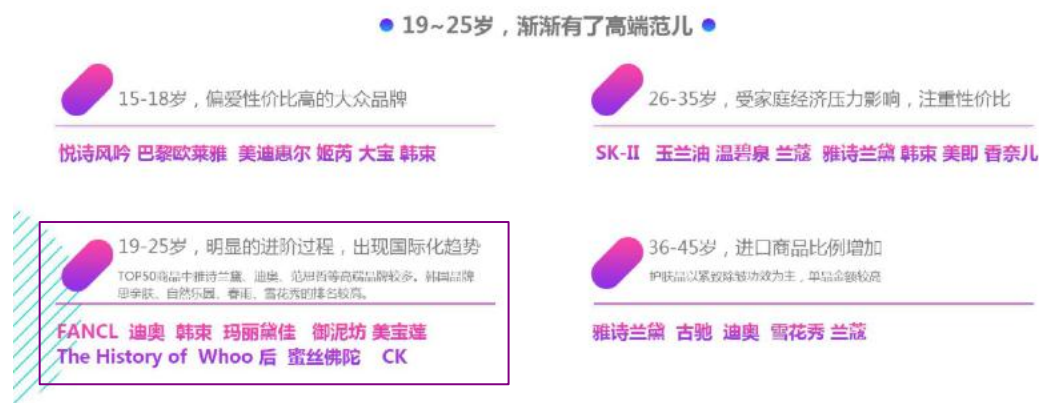 19~25岁，渐渐有了高端范儿
15-18岁，偏爱性价比高的大众品牌
悦诗风吟 巴黎欧莱雅 美迪惠尔 姬芮 大宝 韩束
26-35岁，受家庭经济压力影响，注重性价比
SK-II 玉兰油 温碧泉 兰蔻 雅诗兰黛 韩束 美即 香奈儿
19-25岁，明显的进阶过程，出现国际化趋势
TOP50商品中雅诗兰黛、迪奥、范思哲等高端品牌较多。韩国品牌
思亲肤、自然乐园、春雨、雪花秀的排名较高。
FANCL 迪奥 韩束 玛丽黛佳 御泥坊 美宝莲
The History of Whoo 后 蜜丝佛陀 CK
36-45岁，进口商品比例增加
护肤品以紧致除皱功效为主，单品金额较高
雅诗兰黛 古驰 迪奥 雪花秀 兰蔻